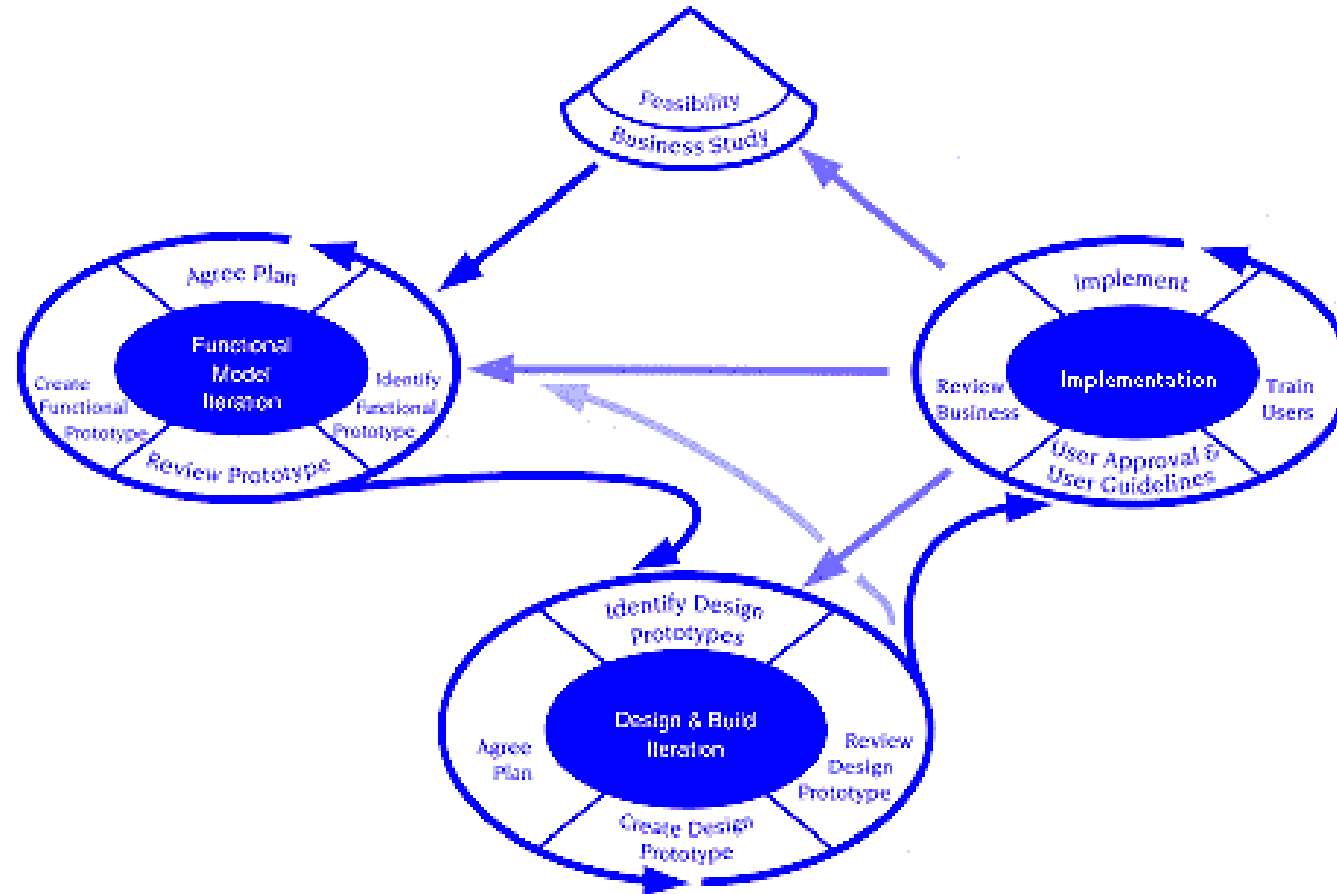 Feasibility
Business Study
Agree Plan
Functional
Model
Iteration
Create
Functional
Prototype
Identify
Functional
Prototype
Review Prototype
Implement
Implementation
Review
Business
Train
Users
User Approval &
User Guidelines
Identify Design
Prototypes
Design & Build
Iteration
Agree
Plan
Review
Design
Prototype
Create Design
Prototype